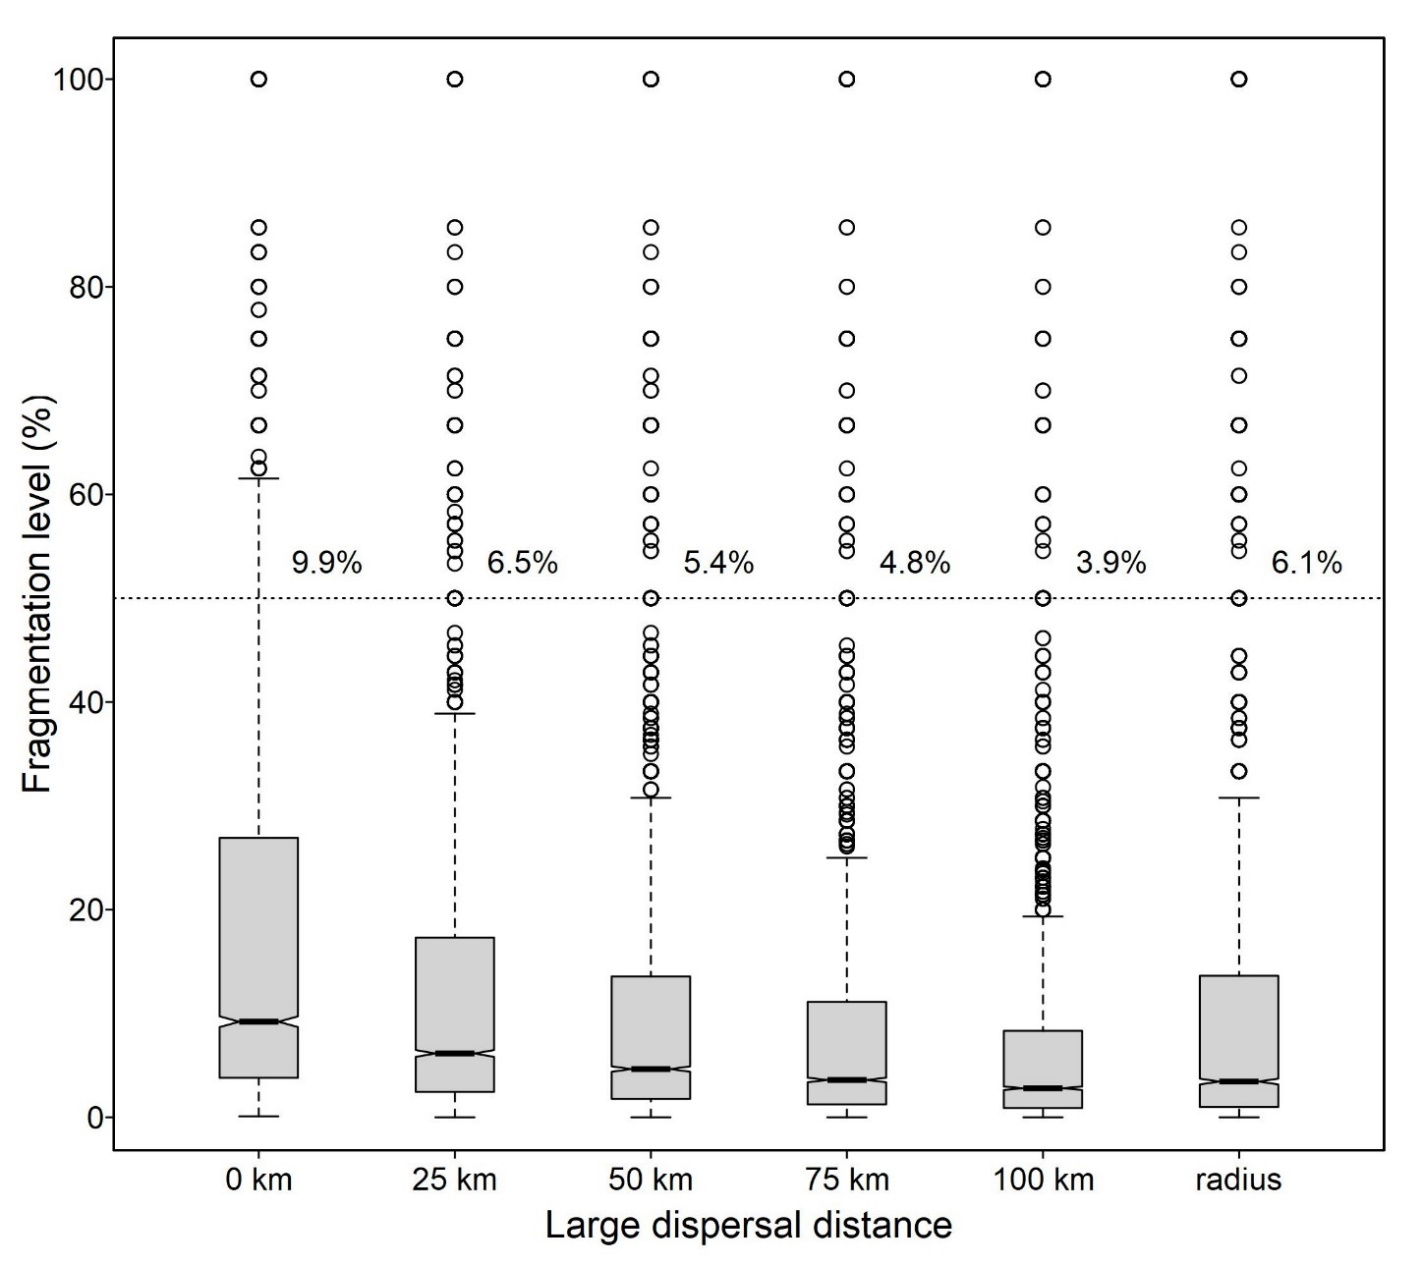 100
80
60
40
20
0
Fragmentation level (%)
9.9%
6.5%
5.4%
4.8%
3.9%
6.1%
0 km
25 km
50 km
75 km
100 km
radius
Large dispersal distance